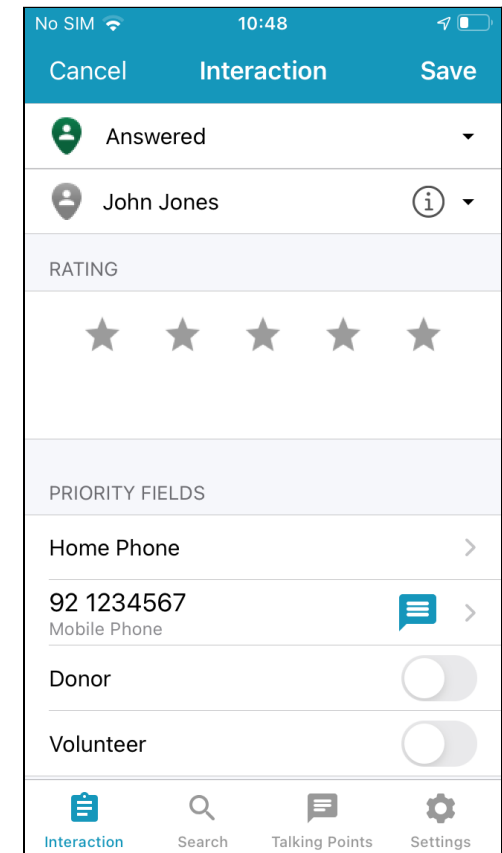 No SIM 10:48
Cancel Interaction Save
Answered
John Jones
RATING
PRIORITY FIELDS
Home Phone
92 1234567
Mobile Phone
Donor
Volunteer
Interaction Search Talking Points Settings